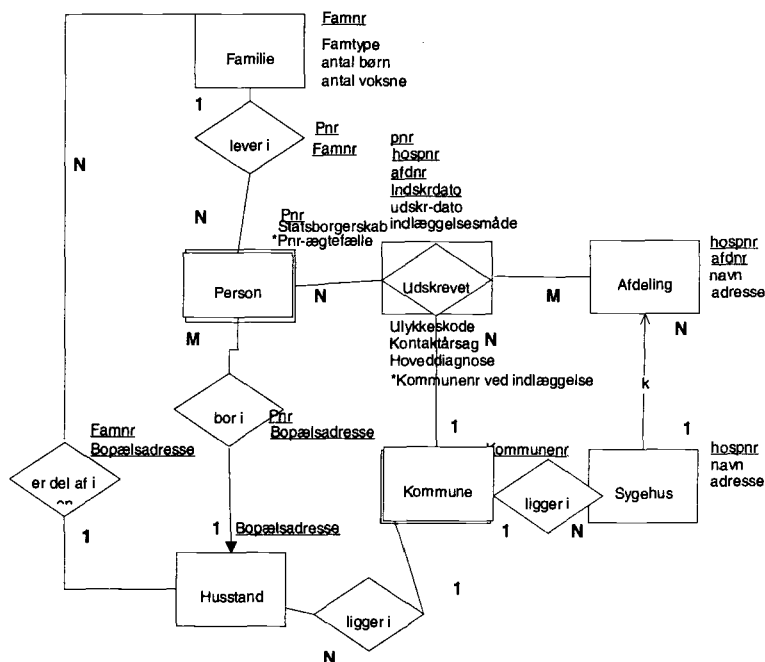 Famnr
Famtype
antal børn
antal voksne
Familie
1
lever i
Pnr
Famnr
N
N
pnr
hospnr
afdnr
Indskrdato
udskr-dato
indlæggelsesmåde
Pnr
Statsborgerskab
*Pnr-ægtefælle
Person
N
Udskrevet
M
Afdeling
hospnr
afdnr
navn
adresse
M
Ulykkeskode
Kontaktårsag
Hoveddiagnose
*Kommunenr ved indlæggelse
N
N
k
bor i
Pnr
Bopælsadresse
Famnr
Bopælsadresse
er del af i
1
1
Kommunenr
1
hospnr
navn
adresse
Kommune
ligger i
Sygehus
1
N
1
Bopælsadresse
Husstand
ligger i
1
N